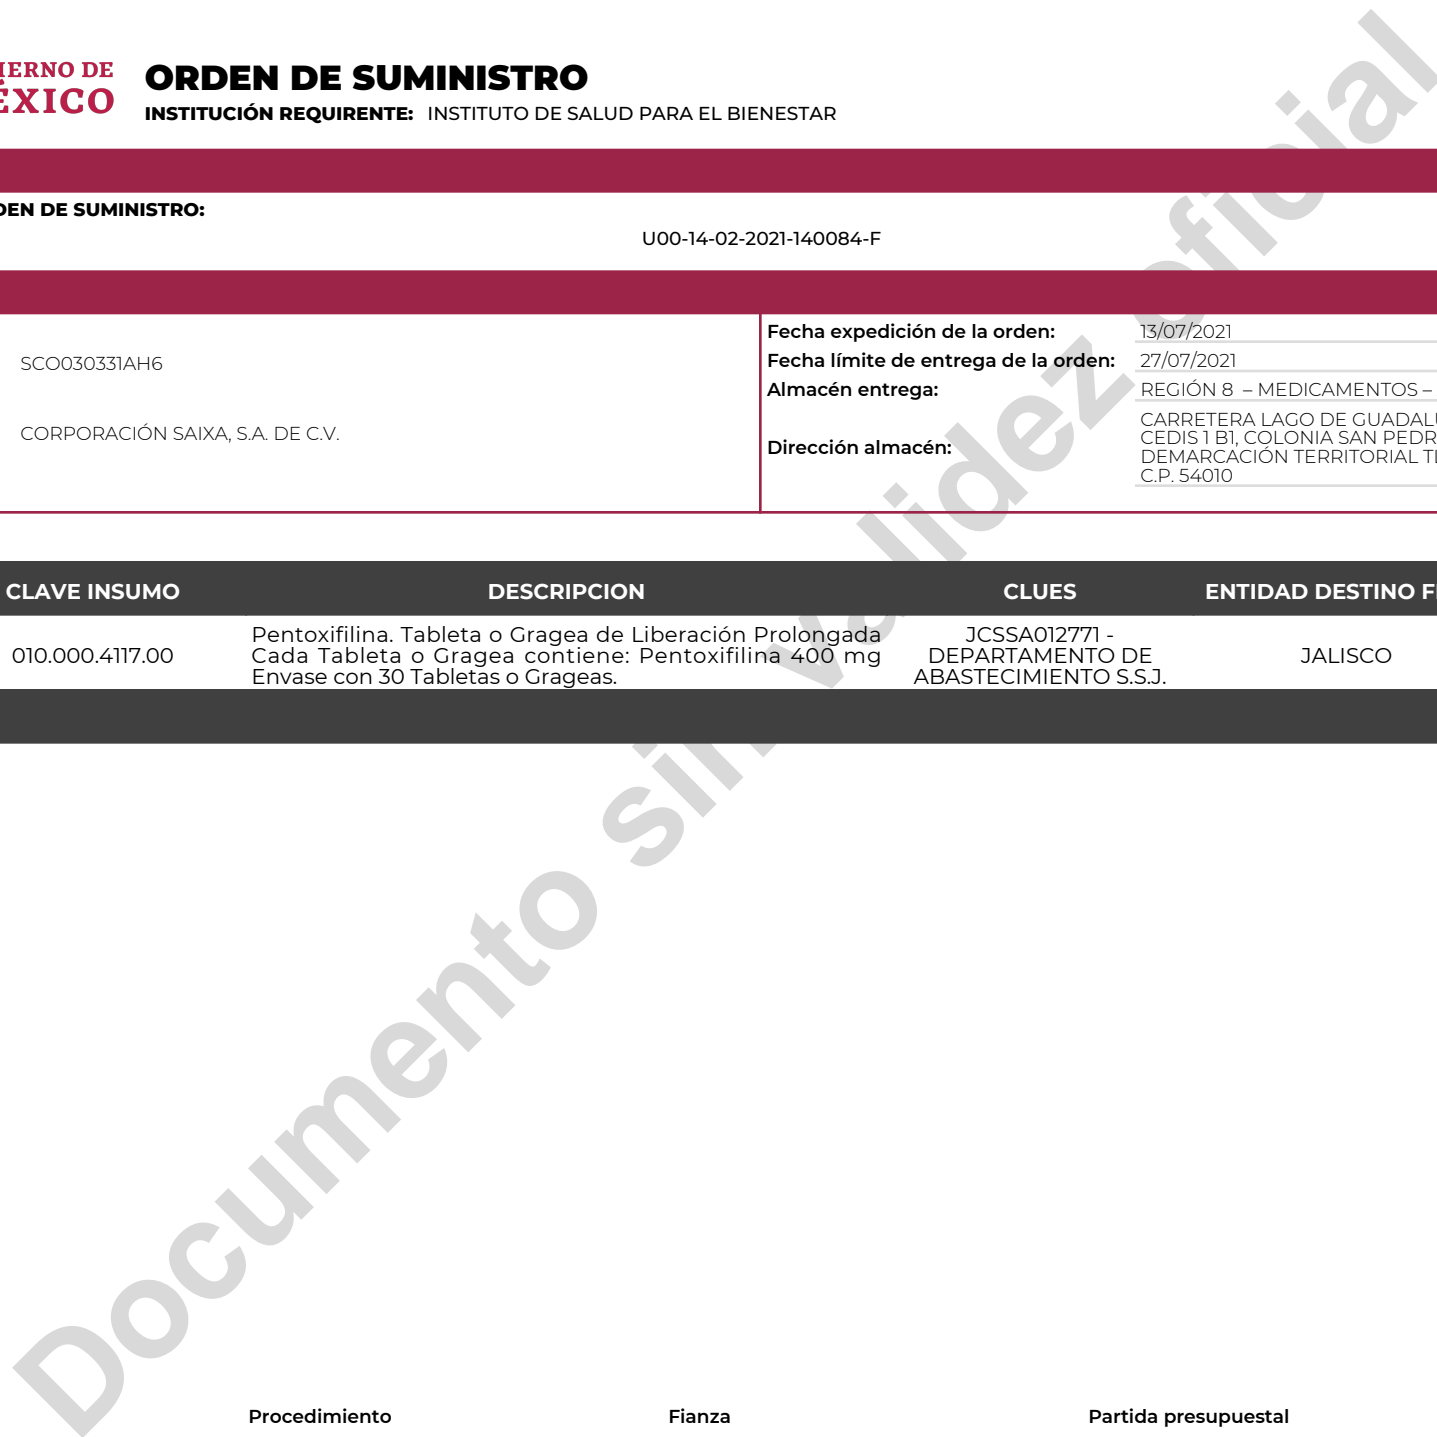 ORDEN DE SUMINISTRO
INSTITUCIÓN REQUIRENTE: INSTITUTO DE SALUD PARA EL BIENESTAR
IERNO DE
ÉXICO
DEN DE SUMINISTRO:
U00-14-02-2021-140084-F
SCO030331AH6
CORPORACIÓN SAIXA, S.A. DE C.V.
Fecha expedición de la orden: 13/07/2021
Fecha límite de entrega de la orden: 27/07/2021
Almacén entrega: REGIÓN 8 – MEDICAMENTOS –
Dirección almacén:
CARRETERA LAGO DE GUADALU
CEDIS 1 B1, COLONIA SAN PEDR
DEMARCACIÓN TERRITORIAL TL
C.P. 54010
CLAVE INSUMO DESCRIPCION CLUES ENTIDAD DESTINO FI
010.000.4117.00
Pentoxifilina. Tableta o Gragea de Liberación Prolongada
Cada Tableta o Gragea contiene: Pentoxifilina 400 mg
Envase con 30 Tabletas o Grageas.
JCSSA012771 -
DEPARTAMENTO DE
ABASTECIMIENTO S.S.J.
JALISCO
Documento sin validez oficial
Procedimiento Fianza Partida presupuestal